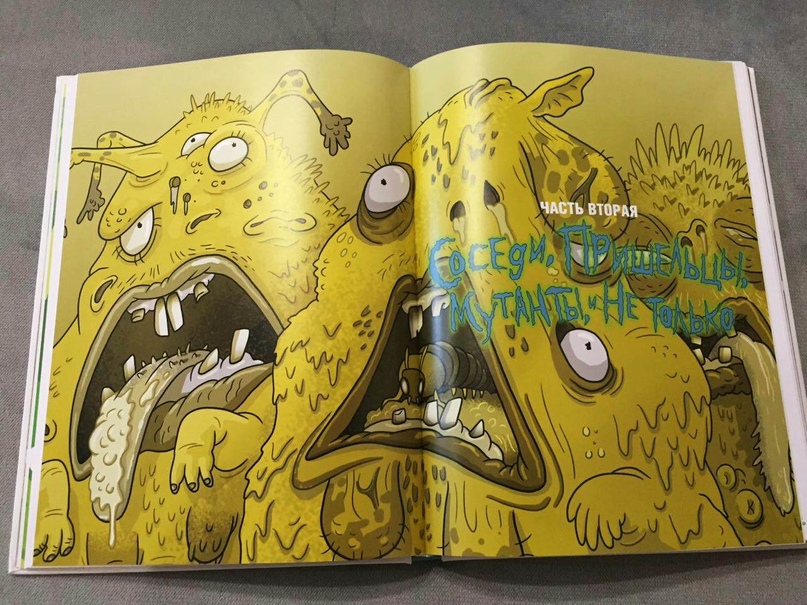 ЧАСТЬ ВТОРАЯ
СОСЕДИ, ПРИШЕЛЬЦЫ,
МУТАНТЫ, И НЕ ТОЛЬКО